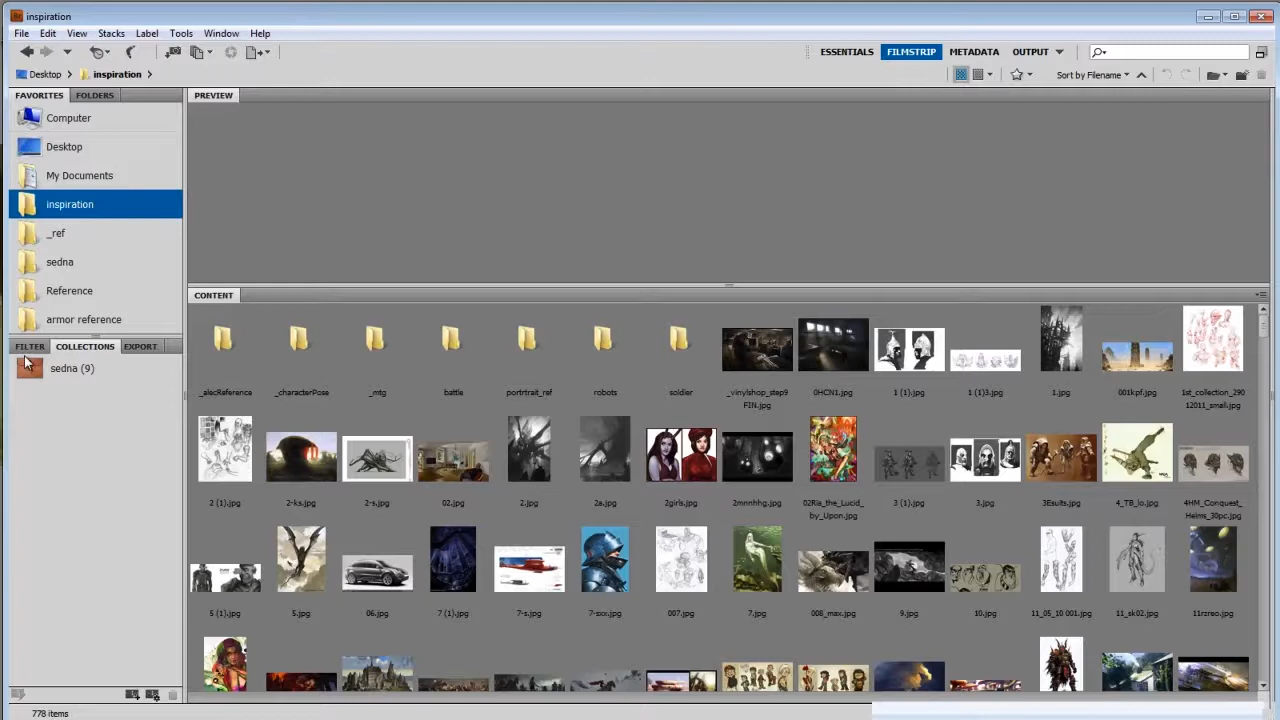 inspiration
File Edit View Stacks Label Tools Window Help
ESSENTIALS FILMSTRIP METADATA OUTPUT
Desktop inspiration Sort by Filename
FAVORITES FOLDERS PREVIEW
Computer
Desktop
My Documents
inspiration
_ref
sedna
Reference
armor reference
FILTER COLLECTIONS EXPORT
sedna (9)
CONTENT
_alecReference _characterPose _mtg battle portrtrait_ref robots soldier _vinylshop_step9 0HCN1.jpg 1 (1).jpg 1 (1)3.jpg 1.jpg 001kpf.jpg 1st_collection_290
FIN.jpg 12011_small.jpg
2 (1).jpg 2-ks.jpg 2-s.jpg 02.jpg 2.jpg 2a.jpg 2girls.jpg 2mnnhhg.jpg 02Ria_the_Lucid_ 3 (1).jpg 3.jpg 3Esuits.jpg 4_TB_lo.jpg 4HM_Conquest_
by_Upon.jpg Helms_30pc.jpg
5 (1).jpg 5.jpg 06.jpg 7 (1).jpg 7-s.jpg 7-sxx.jpg 007.jpg 7.jpg 008_max.jpg 9.jpg 10.jpg 11_05_10 001.jpg 11_sk02.jpg 11rzreo.jpg
778 items